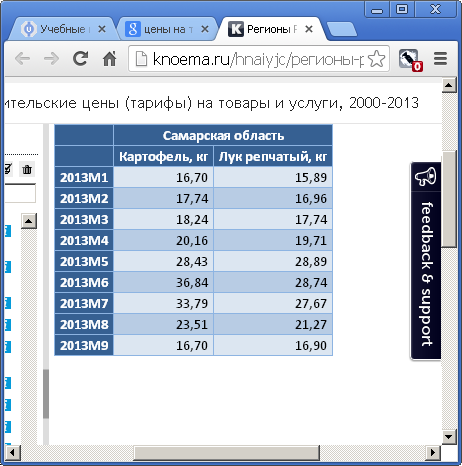 Учебные
цены на т
Регионы Р
knoema.ru/hnaiyjc/регионы-р
0
ительские цены (тарифы) на товары и услуги, 2000-2013
Самарская область
Картофель, кг Лук репчатый, кг
2013M1 16,70 15,89
2013M2 17,74 16,96
2013M3 18,24 17,74
2013M4 20,16 19,71
2013M5 28,43 28,89
2013M6 36,84 28,74
2013M7 33,79 27,67
2013M8 23,51 21,27
2013M9 16,70 16,90
feedback & support